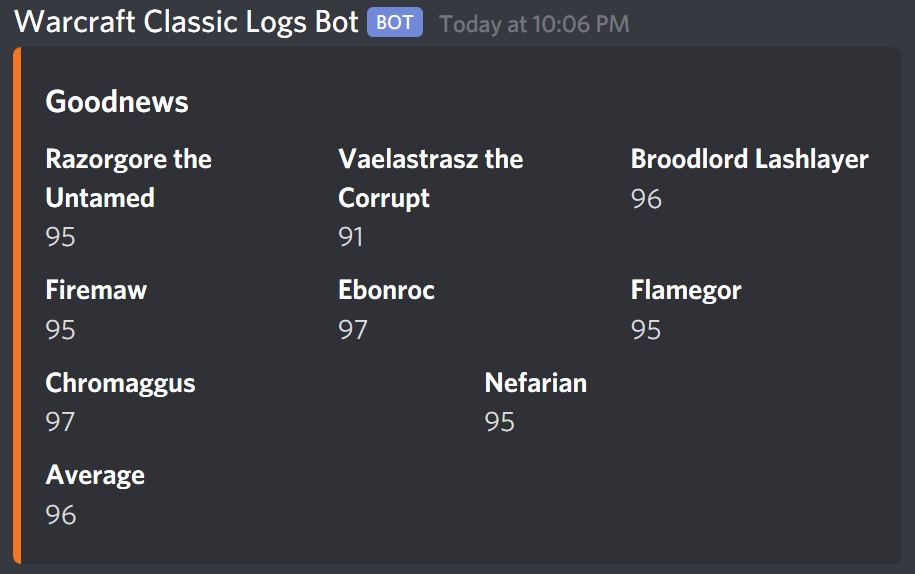 Warcraft Classic Logs Bot BOT Today at 10:06 PM
Goodnews
Razorgore the
Untamed
95
Vaelastrasz the
Corrupt
91
Broodlord Lashlayer
96
Firemaw
95
Ebonroc
97
Flamegor
95
Chromaggus
97
Nefarian
95
Average
96